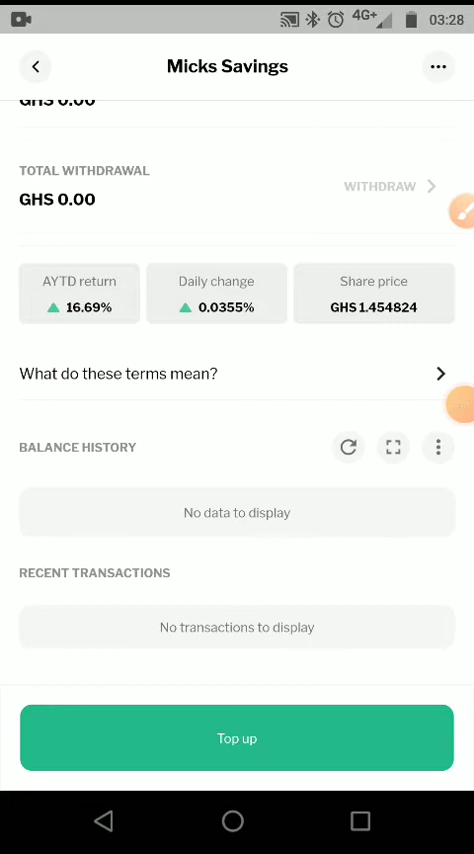 4G+ 03:28
Micks Savings
GHS 0.00
TOTAL WITHDRAWAL
GHS 0.00
WITHDRAW
AYTD return
16.69%
Daily change
0.0355%
Share price
GHS 1.454824
What do these terms mean?
BALANCE HISTORY
No data to display
RECENT TRANSACTIONS
No transactions to display
Top up